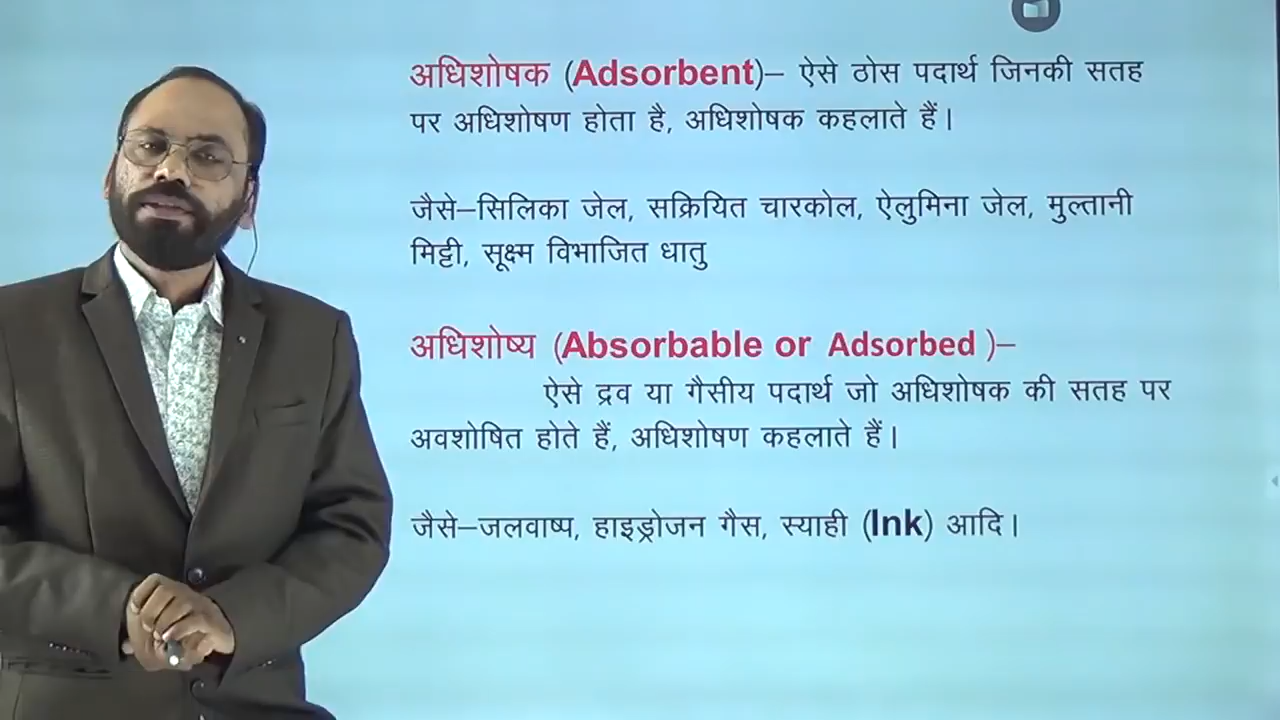 अधिशोषक (Adsorbent)– ऐसे ठोस पदार्थ जिनकी सतह
पर अधिशोषण होता है, अधिशोषक कहलाते हैं।
जैसे–सिलिका जेल, सक्रियित चारकोल, ऐलुमिना जेल, मुल्तानी
मिट्टी, सूक्ष्म विभाजित धातु
अधिशोष्य (Absorbable or Adsorbed )–
ऐसे द्रव या गैसीय पदार्थ जो अधिशोषक की सतह पर
अवशोषित होते हैं, अधिशोषण कहलाते हैं।
जैसे–जलवाष्प, हाइड्रोजन गैस, स्याही (Ink) आदि।